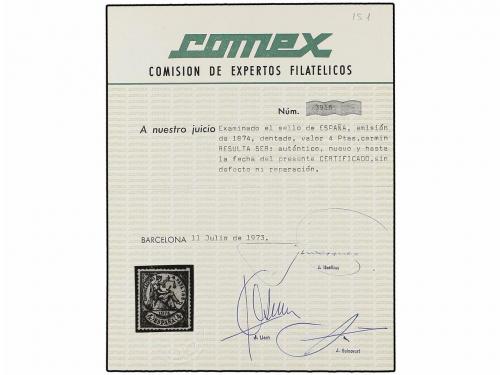 151
comex
COMISION DE EXPERTOS FILATELICOS
Núm.
A nuestro juicio Examinado el sello de ESPAÑA, emisión
de 1874, dentado, valor 4 Ptas, carmin
RESULTA SER: auténtico, nuevo y hasta
la fecha del presente CERTIFICADO, sin
defecto ni reparación.
BARCELONA 11 Julio de 1973.
J.
J.
J.